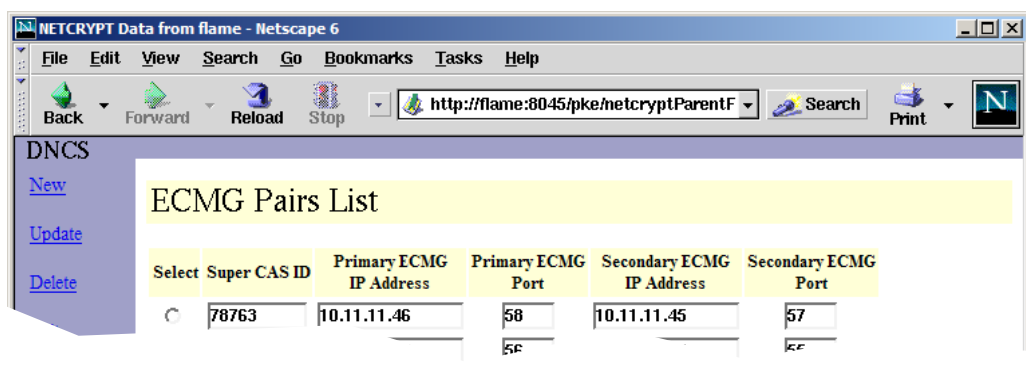 NETCRYPT Data from flame - Netscape 6
File Edit View Search Go Bookmarks Tasks Help
Back Forward Reload Stop http://flame:8045/pke/netcryptParentF Search Print N
DNCS
New
Update
Delete
ECMG Pairs List
Select Super CAS ID Primary ECMG IP Address Primary ECMG Port Secondary ECMG IP Address Secondary ECMG Port
78763 10.11.11.46 58 10.11.11.45 57